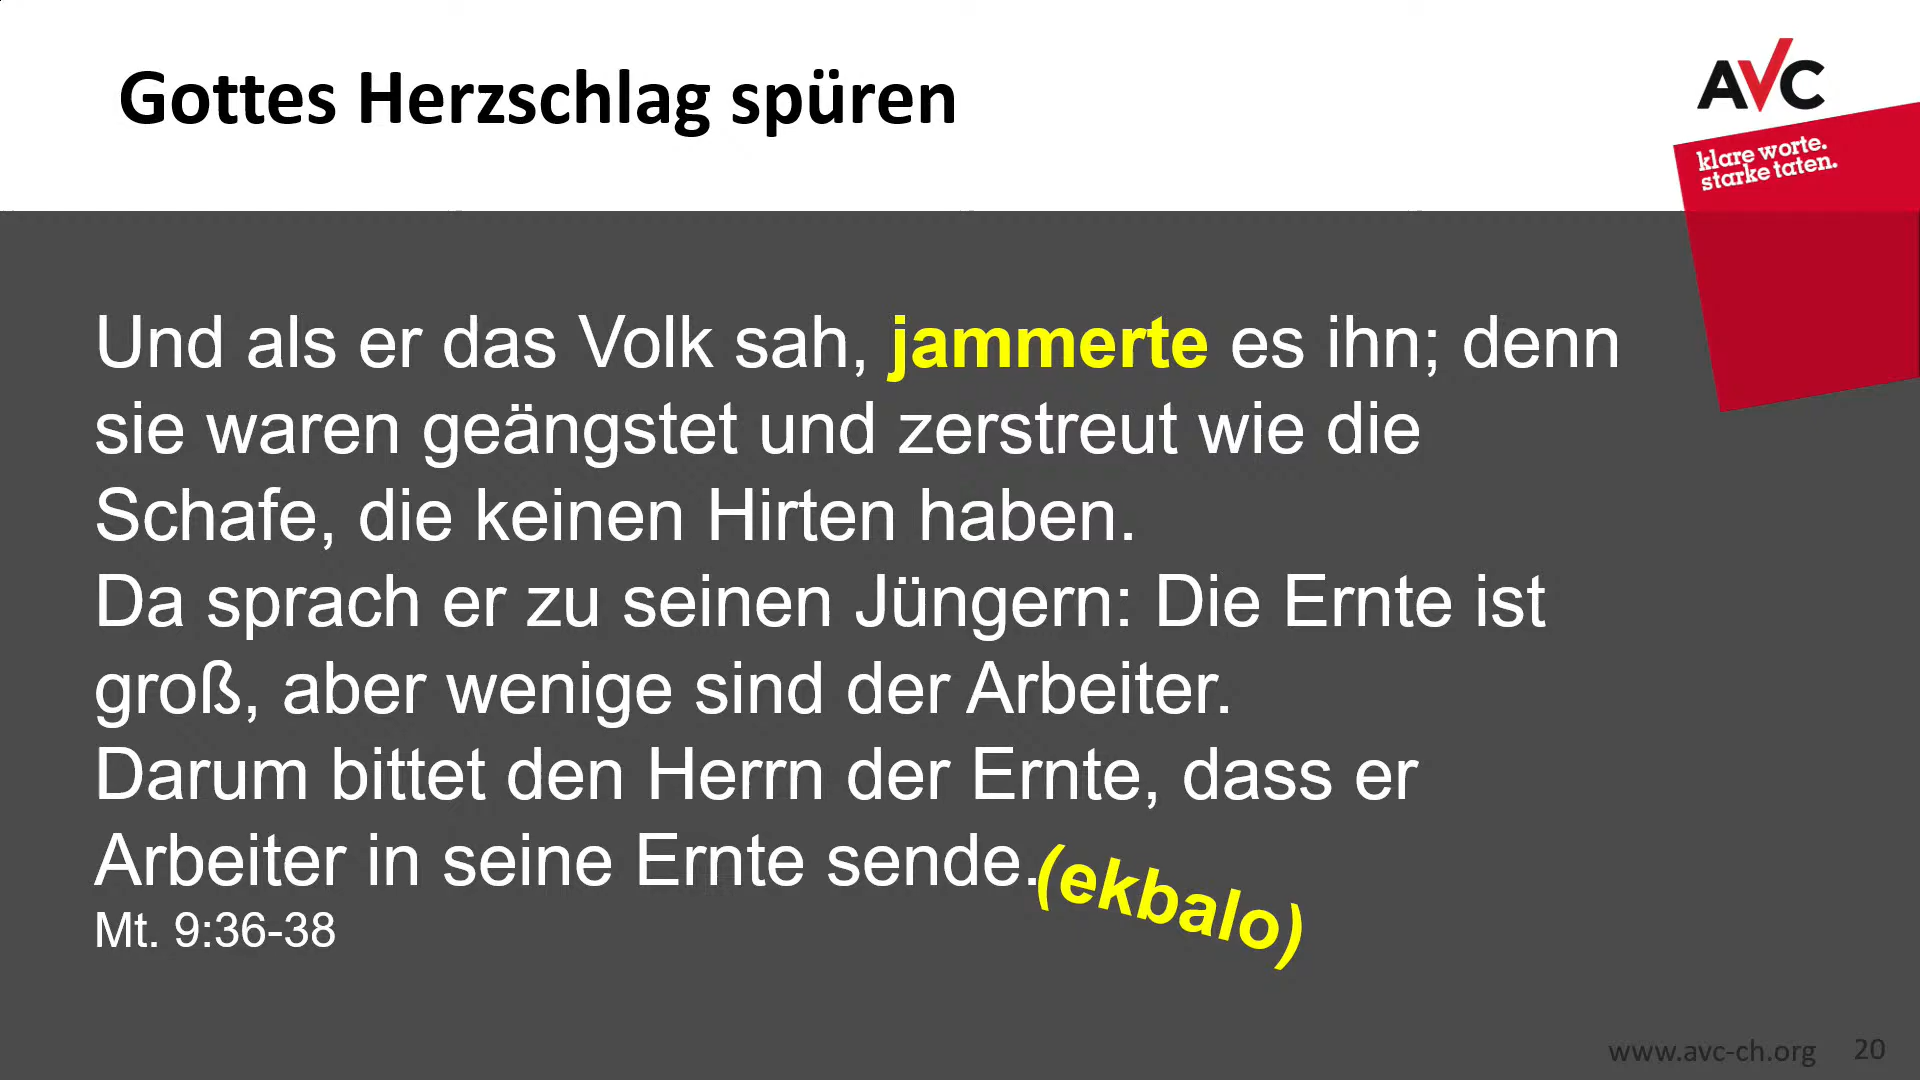 Gottes Herzschlag spüren
AVC
klare worte.
starke taten.
Und als er das Volk sah, jammerte es ihn; denn
sie waren geängstet und zerstreut wie die
Schafe, die keinen Hirten haben.
Da sprach er zu seinen Jüngern: Die Ernte ist
groß, aber wenige sind der Arbeiter.
Darum bittet den Herrn der Ernte, dass er
Arbeiter in seine Ernte sende.
(ekbalo)
Mt. 9:36-38
www.avc-ch.org 20